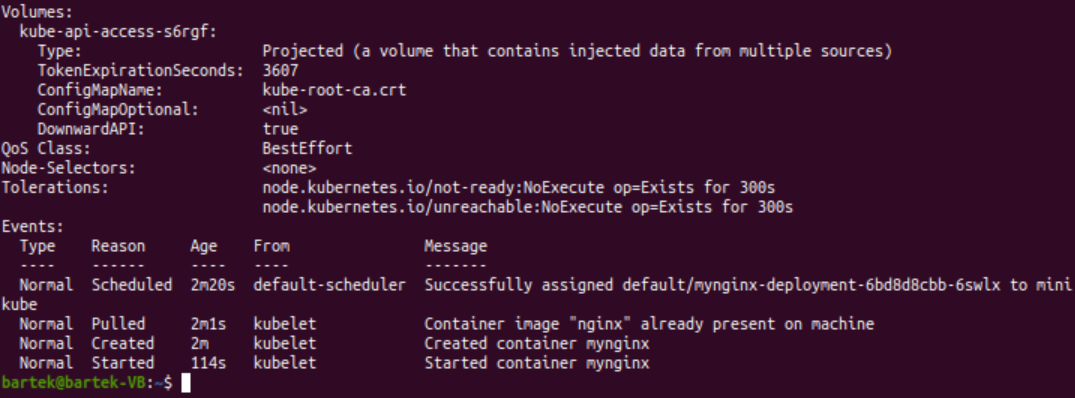 Volumes:
  kube-api-access-s6rgf:
    Type:                    Projected (a volume that contains injected data from multiple sources)
    TokenExpirationSeconds:  3607
    ConfigMapName:           kube-root-ca.crt
    ConfigMapOptional:       <nil>
    DownwardAPI:             true
QoS Class:                   BestEffort
Node-Selectors:              <none>
Tolerations:                 node.kubernetes.io/not-ready:NoExecute op=Exists for 300s
                             node.kubernetes.io/unreachable:NoExecute op=Exists for 300s
Events:
  Type    Reason     Age    From               Message
  ----    ------     ----   ----               -------
  Normal  Scheduled  2m20s  default-scheduler  Successfully assigned default/mynginx-deployment-6bd8d8cbb-6swlx to mini
kube
  Normal  Pulled     2m1s   kubelet            Container image "nginx" already present on machine
  Normal  Created    2m     kubelet            Created container mynginx
  Normal  Started    114s   kubelet            Started container mynginx
bartek@bartek-VB:~$